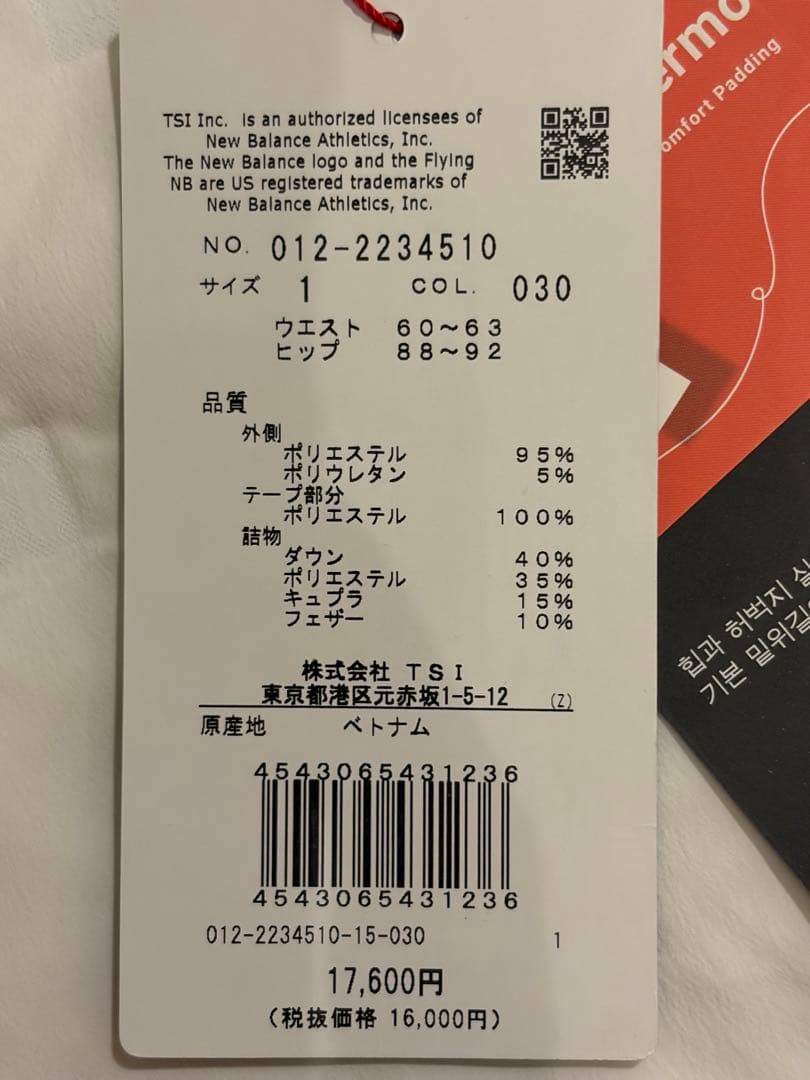 TSI Inc. is an authorized licensees of
New Balance Athletics, Inc.
The New Balance logo and the Flying
NB are US registered trademarks of
New Balance Athletics, Inc.
NO. 012-2234510
サイズ 1 COL. 030
ウエスト 60~63
ヒップ 88~92
品質
外側
ポリエステル 95%
ポリウレタン 5%
テープ部分
ポリエステル 100%
詰物
ダウン 40%
ポリエステル 35%
キュプラ 15%
フェザー 10%
株式会社 TSI
東京都港区元赤坂1-5-12 (Z)
原産地 ベトナム
4543065431236
4543065431236
012-2234510-15-030 1
17,600円
(税抜価格 16,000円)
Padding
힙과 허벅지
기본